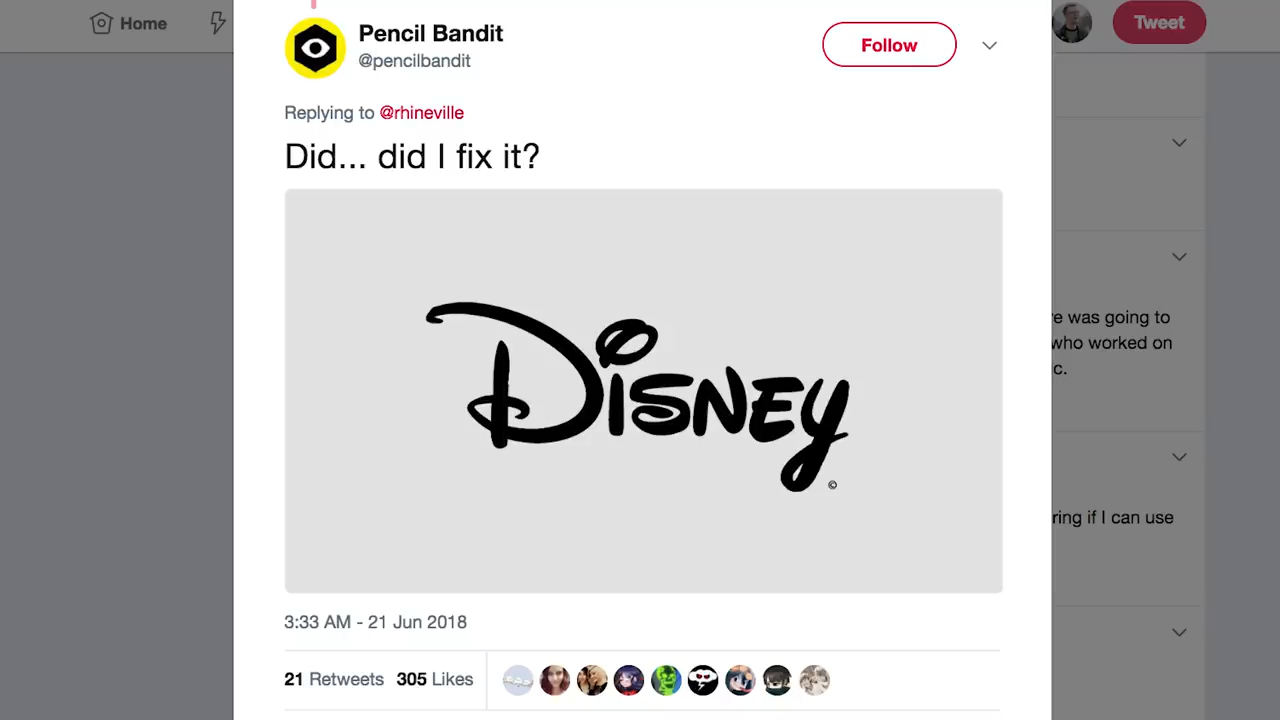 Home
Tweet
Pencil Bandit
@pencilbandit
Follow
Replying to @rhineville
Did... did I fix it?
DiSNEY
©
3:33 AM - 21 Jun 2018
21 Retweets 305 Likes
e was going to
who worked on
c.
ring if I can use